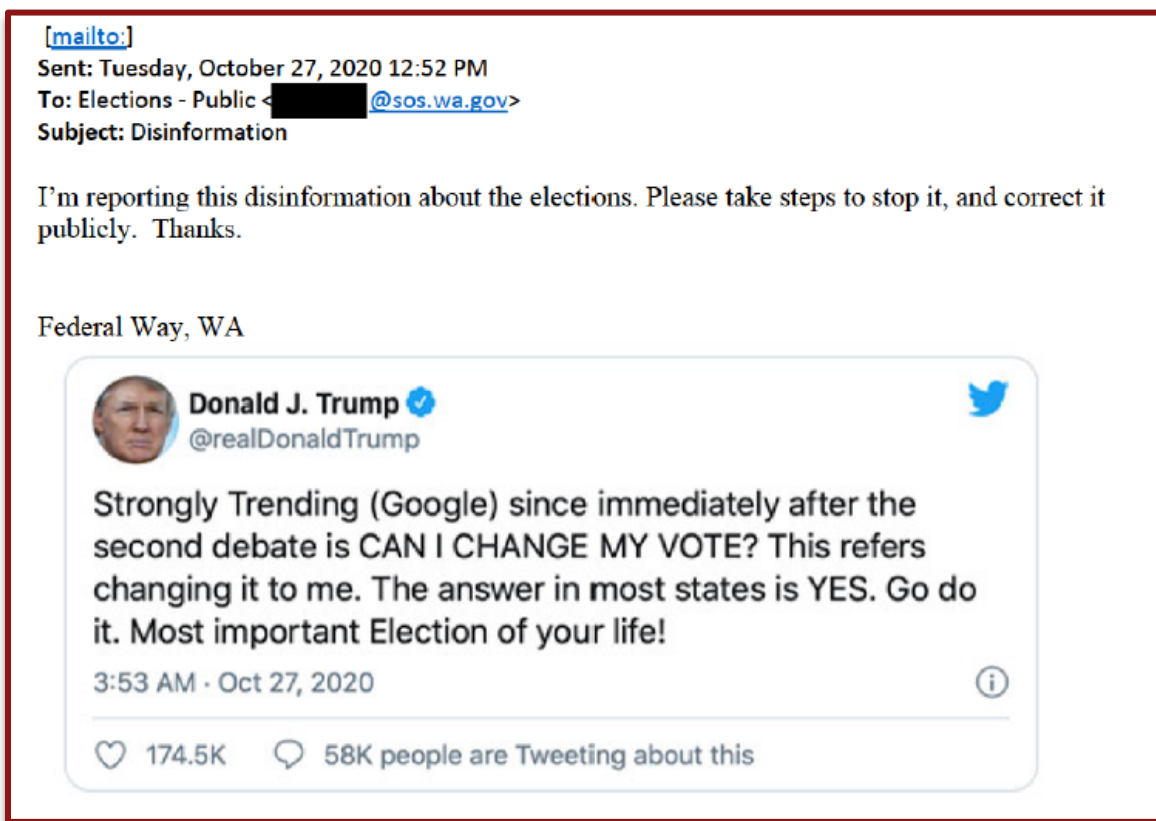 [mailto:]
Sent: Tuesday, October 27, 2020 12:52 PM
To: Elections - Public < @sos.wa.gov>
Subject: Disinformation
I'm reporting this disinformation about the elections. Please take steps to stop it, and correct it
publicly.  Thanks.
Federal Way, WA
Donald J. Trump
@realDonaldTrump
Strongly Trending (Google) since immediately after the
second debate is CAN I CHANGE MY VOTE? This refers
changing it to me. The answer in most states is YES. Go do
it. Most important Election of your life!
3:53 AM · Oct 27, 2020
174.5K 58K people are Tweeting about this